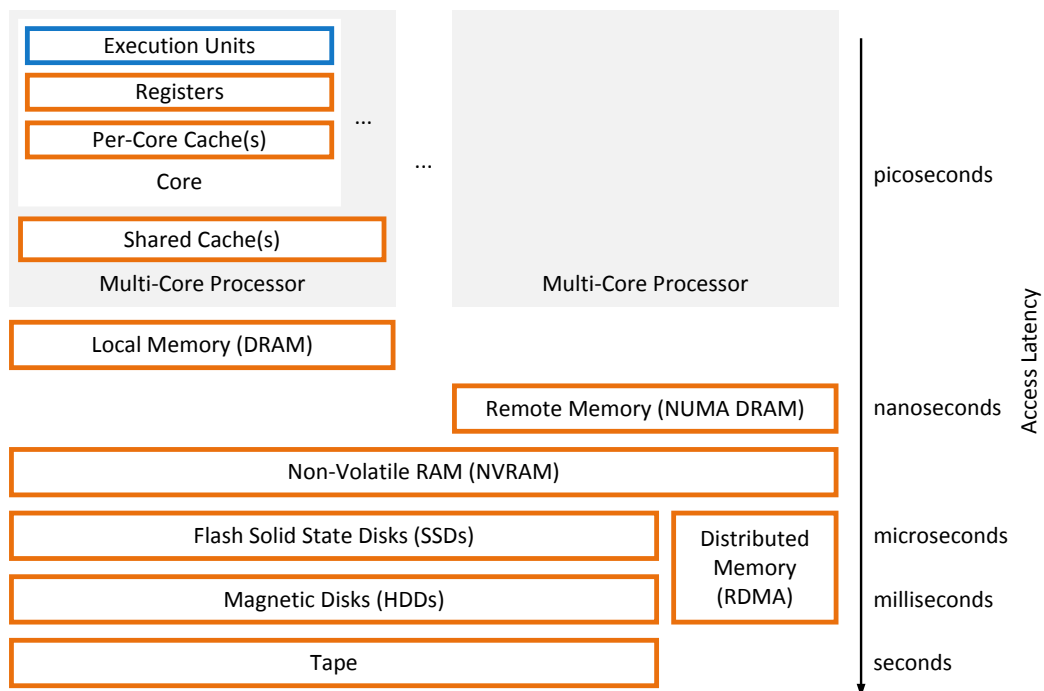 Execution Units
Registers
...
Per-Core Cache(s)
...
Core
picoseconds
Shared Cache(s)
Multi-Core Processor
Multi-Core Processor
Local Memory (DRAM)
Access Latency
Remote Memory (NUMA DRAM)
nanoseconds
Non-Volatile RAM (NVRAM)
Flash Solid State Disks (SSDs)
Distributed
Memory
(RDMA)
microseconds
Magnetic Disks (HDDs)
milliseconds
Tape
seconds